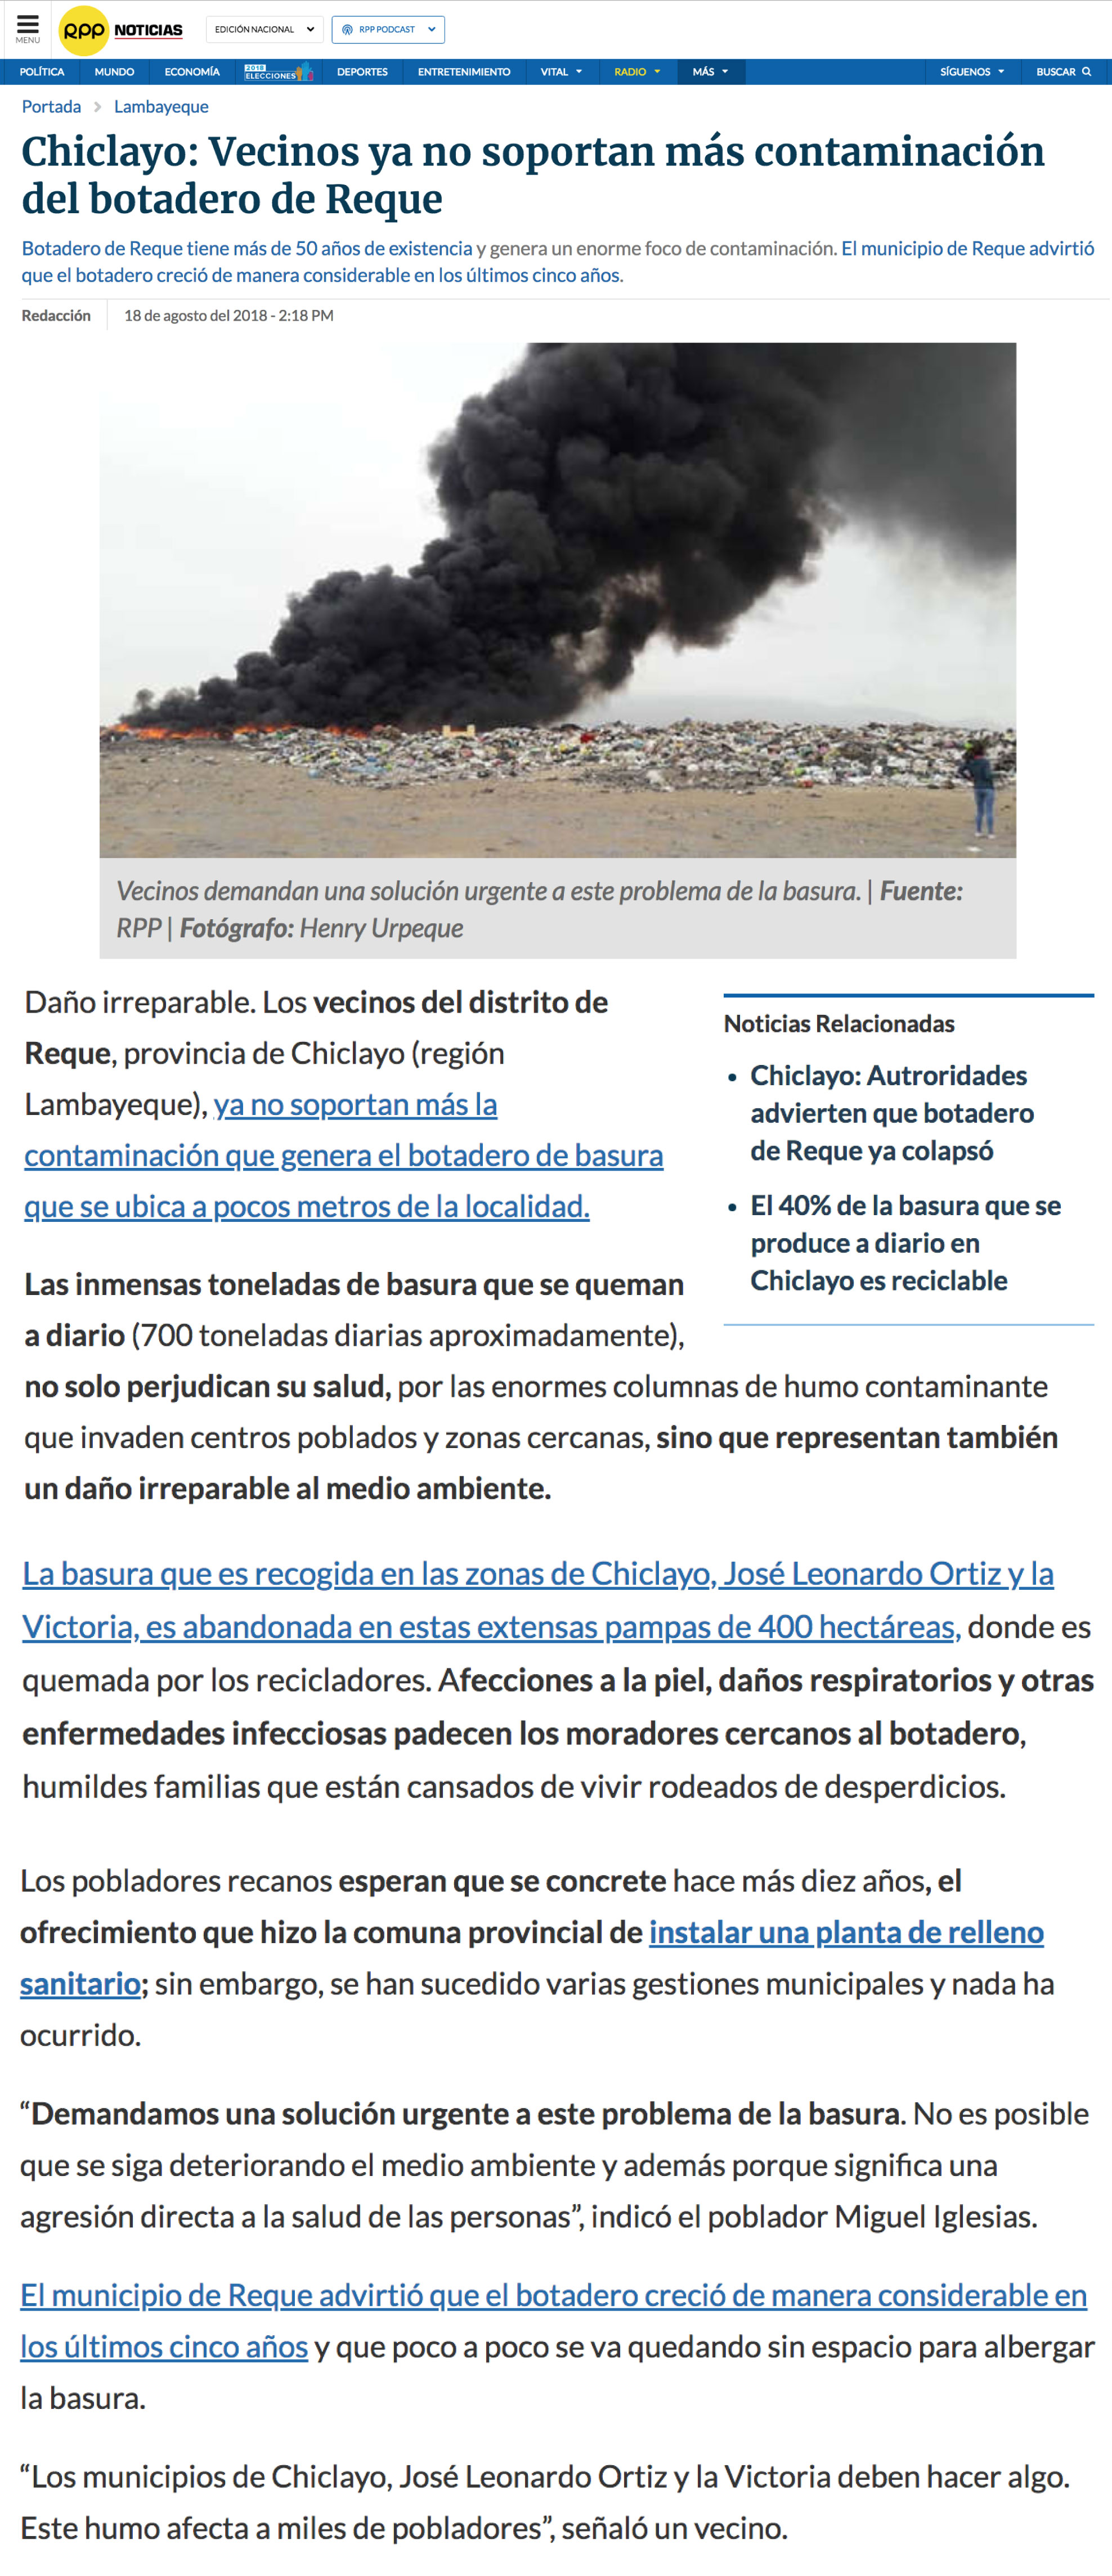 MENU
RPP NOTICIAS
EDICIÓN NACIONAL
RPP PODCAST
POLÍTICA
MUNDO
ECONOMÍA
2018
ELECCIONES
DEPORTES
ENTRETENIMIENTO
VITAL
RADIO
MÁS
SÍGUENOS
BUSCAR
Portada > Lambayeque
Chiclayo: Vecinos ya no soportan más contaminación
del botadero de Reque
Botadero de Reque tiene más de 50 años de existencia y genera un enorme foco de contaminación. El municipio de Reque advirtió
que el botadero creció de manera considerable en los últimos cinco años.
Redacción
18 de agosto del 2018 - 2:18 PM
Vecinos demandan una solución urgente a este problema de la basura. | Fuente:
RPP | Fotógrafo: Henry Urpeque
Daño irreparable. Los vecinos del distrito de
Reque, provincia de Chiclayo (región
Lambayeque), ya no soportan más la
contaminación que genera el botadero de basura
que se ubica a pocos metros de la localidad.
Noticias Relacionadas
• Chiclayo: Autroridades
advierten que botadero
de Reque ya colapsó
• El 40% de la basura que se
produce a diario en
Chiclayo es reciclable
Las inmensas toneladas de basura que se queman
a diario (700 toneladas diarias aproximadamente),
no solo perjudican su salud, por las enormes columnas de humo contaminante
que invaden centros poblados y zonas cercanas, sino que representan también
un daño irreparable al medio ambiente.
La basura que es recogida en las zonas de Chiclayo, José Leonardo Ortiz y la
Victoria, es abandonada en estas extensas pampas de 400 hectáreas, donde es
quemada por los recicladores. Afecciones a la piel, daños respiratorios y otras
enfermedades infecciosas padecen los moradores cercanos al botadero,
humildes familias que están cansados de vivir rodeados de desperdicios.
Los pobladores recanos esperan que se concrete hace más diez años, el
ofrecimiento que hizo la comuna provincial de instalar una planta de relleno
sanitario; sin embargo, se han sucedido varias gestiones municipales y nada ha
ocurrido.
“Demandamos una solución urgente a este problema de la basura. No es posible
que se siga deteriorando el medio ambiente y además porque significa una
agresión directa a la salud de las personas”, indicó el poblador Miguel Iglesias.
El municipio de Reque advirtió que el botadero creció de manera considerable en
los últimos cinco años y que poco a poco se va quedando sin espacio para albergar
la basura.
“Los municipios de Chiclayo, José Leonardo Ortiz y la Victoria deben hacer algo.
Este humo afecta a miles de pobladores”, señaló un vecino.